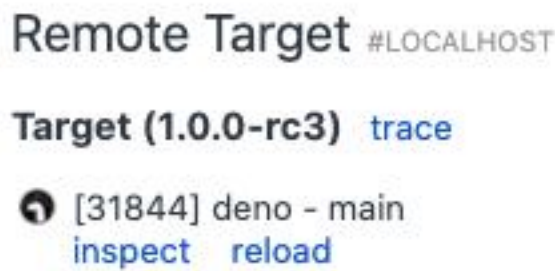 Remote Target #LOCALHOST
Target (1.0.0-rc3) trace
[31844] deno - main
inspect reload